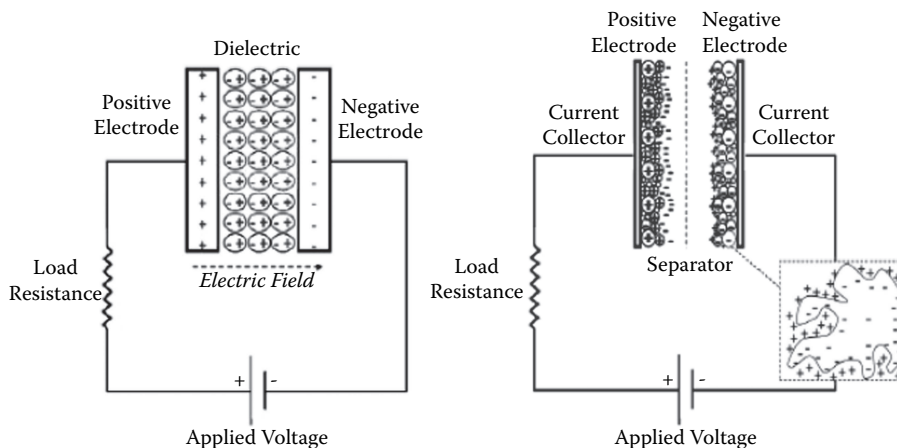 Dielectric
Positive
Electrode
Negative
Electrode
Load
Resistance
Electric Field
+ -
Applied Voltage
Positive
Electrode
Negative
Electrode
Current
Collector
Current
Collector
Separator
Load
Resistance
+ -
Applied Voltage